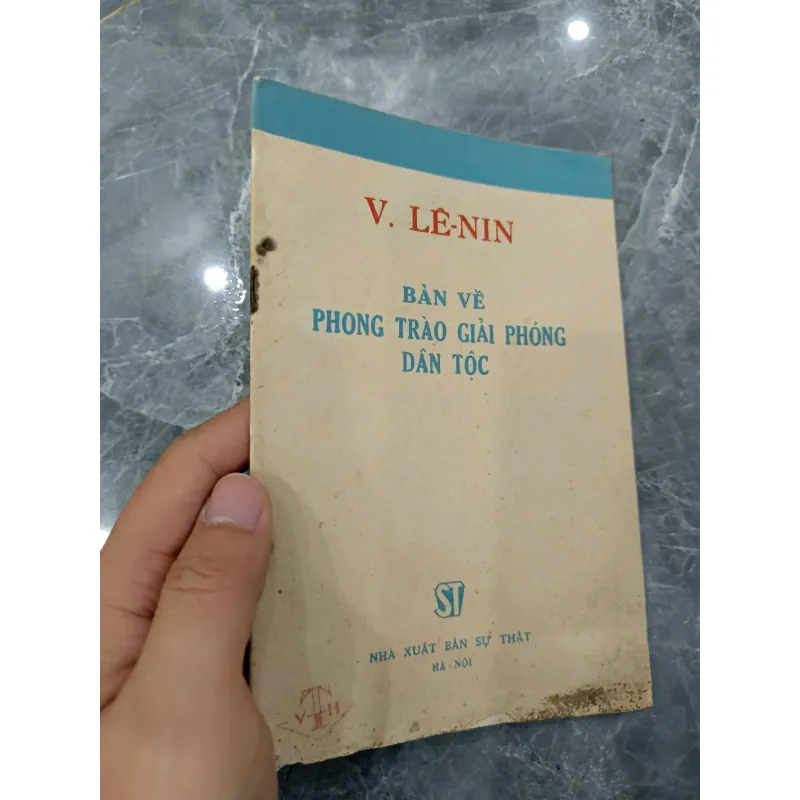 V. LÊ-NIN
BÀN VỀ
PHONG TRÀO GIẢI PHÓNG
DÂN TỘC
ST
NHÀ XUẤT BẢN SỰ THẬT
HÀ-NỘI